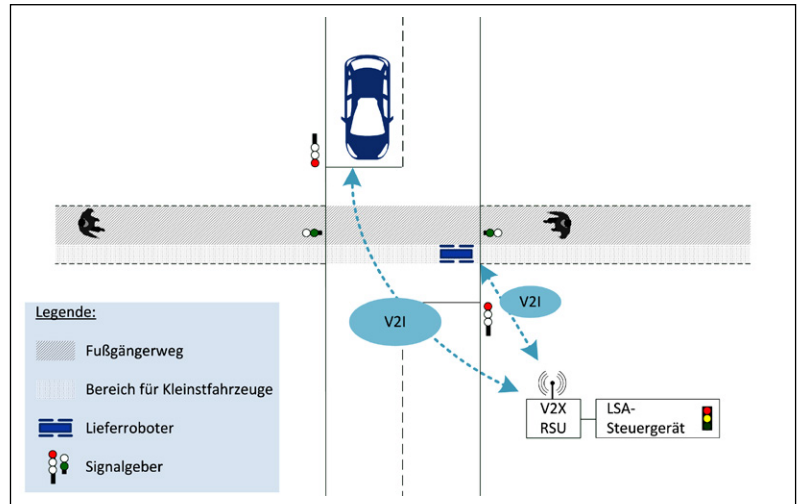 V2I
V2I
Legende:
Fußgängerweg
Bereich für Kleinstfahrzeuge
Lieferroboter
Signalgeber
V2X
RSU
LSA-
Steuergerät